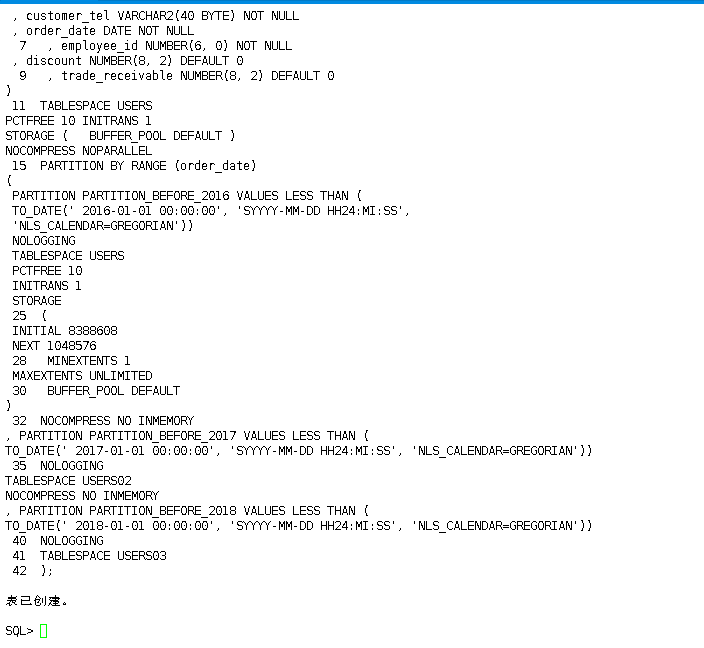 , customer_tel VARCHAR2(40 BYTE) NOT NULL
, order_date DATE NOT NULL
7 , employee_id NUMBER(6, 0) NOT NULL
, discount NUMBER(8, 2) DEFAULT 0
9 , trade_receivable NUMBER(8, 2) DEFAULT 0
)
11 TABLESPACE USERS
PCTFREE 10 INITRANS 1
STORAGE ( BUFFER_POOL DEFAULT )
NOCOMPRESS NOPARALLEL
15 PARTITION BY RANGE (order_date)
(
PARTITION PARTITION_BEFORE_2016 VALUES LESS THAN (
TO_DATE(' 2016-01-01 00:00:00', 'SYYYY-MM-DD HH24:MI:SS',
'NLS_CALENDAR=GREGORIAN'))
NOLOGGING
TABLESPACE USERS
PCTFREE 10
INITRANS 1
STORAGE
25 (
INITIAL 8388608
NEXT 1048576
28 MINEXTENTS 1
MAXEXTENTS UNLIMITED
30 BUFFER_POOL DEFAULT
)
32 NOCOMPRESS NO INMEMORY
, PARTITION PARTITION_BEFORE_2017 VALUES LESS THAN (
TO_DATE(' 2017-01-01 00:00:00', 'SYYYY-MM-DD HH24:MI:SS', 'NLS_CALENDAR=GREGORIAN'))
35 NOLOGGING
TABLESPACE USERS02
NOCOMPRESS NO INMEMORY
, PARTITION PARTITION_BEFORE_2018 VALUES LESS THAN (
TO_DATE(' 2018-01-01 00:00:00', 'SYYYY-MM-DD HH24:MI:SS', 'NLS_CALENDAR=GREGORIAN'))
40 NOLOGGING
41 TABLESPACE USERS03
42 );
表已创建。
SQL>